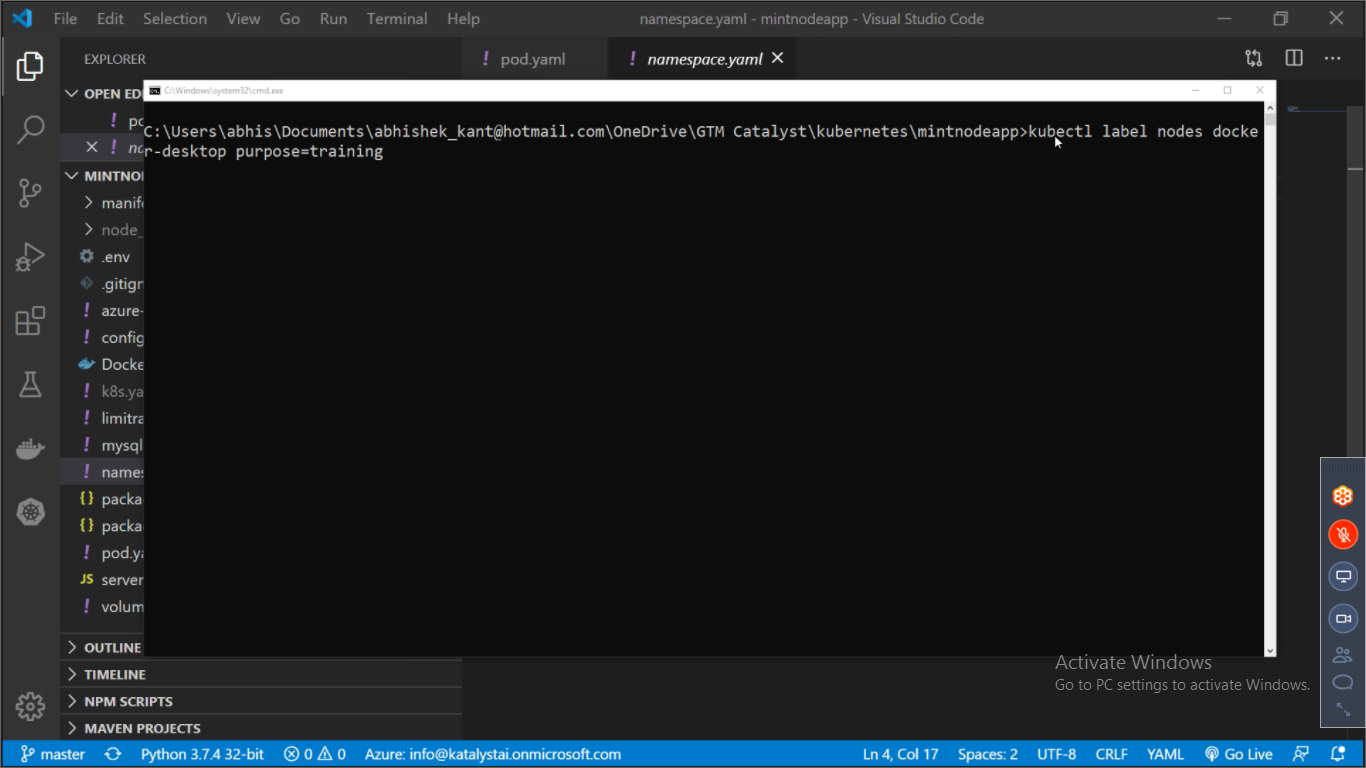 File Edit Selection View Go Run Terminal Help
namespace.yaml - mintnodeapp - Visual Studio Code
EXPLORER
! pod.yaml
! namespace.yaml
OPEN ED
! po
! na
MINTNO
manife
node_
.env
.gitign
! azure-
! config
Docke
! k8s.ya
! limitra
! mysql
! names
{} packa
{} packa
! pod.ya
JS server
! volum
OUTLINE
TIMELINE
NPM SCRIPTS
MAVEN PROJECTS
C:\Windows\system32\cmd.exe
C:\Users\abhis\Documents\abhishek_kant@hotmail.com\OneDrive\GTM Catalyst\kubernetes\mintnodeapp>kubectl label nodes docke
r-desktop purpose=training
Activate Windows
Go to PC settings to activate Windows.
master Python 3.7.4 32-bit 0 0 Azure: info@katalystai.onmicrosoft.com Ln 4, Col 17 Spaces: 2 UTF-8 CRLF YAML Go Live